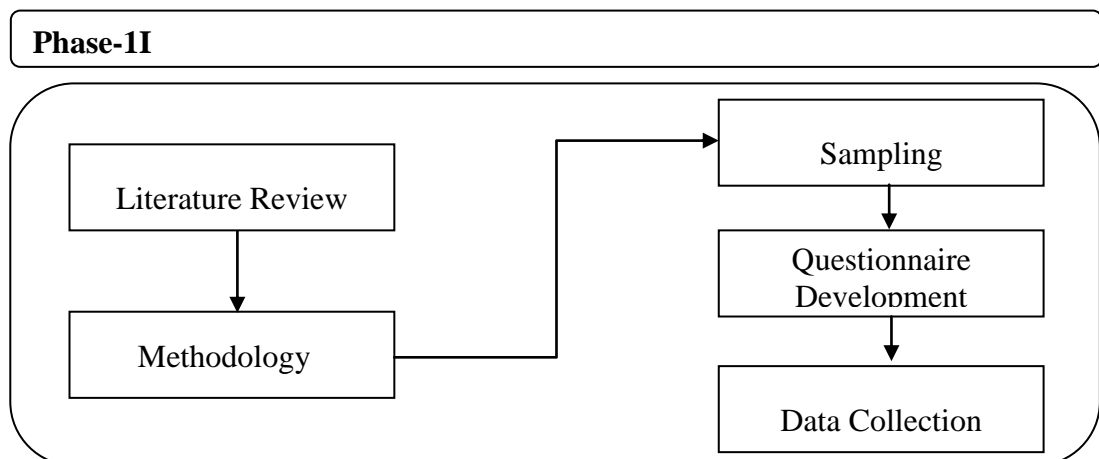 Phase-1I
Literature Review
Methodology
Sampling
Questionnaire
Development
Data Collection